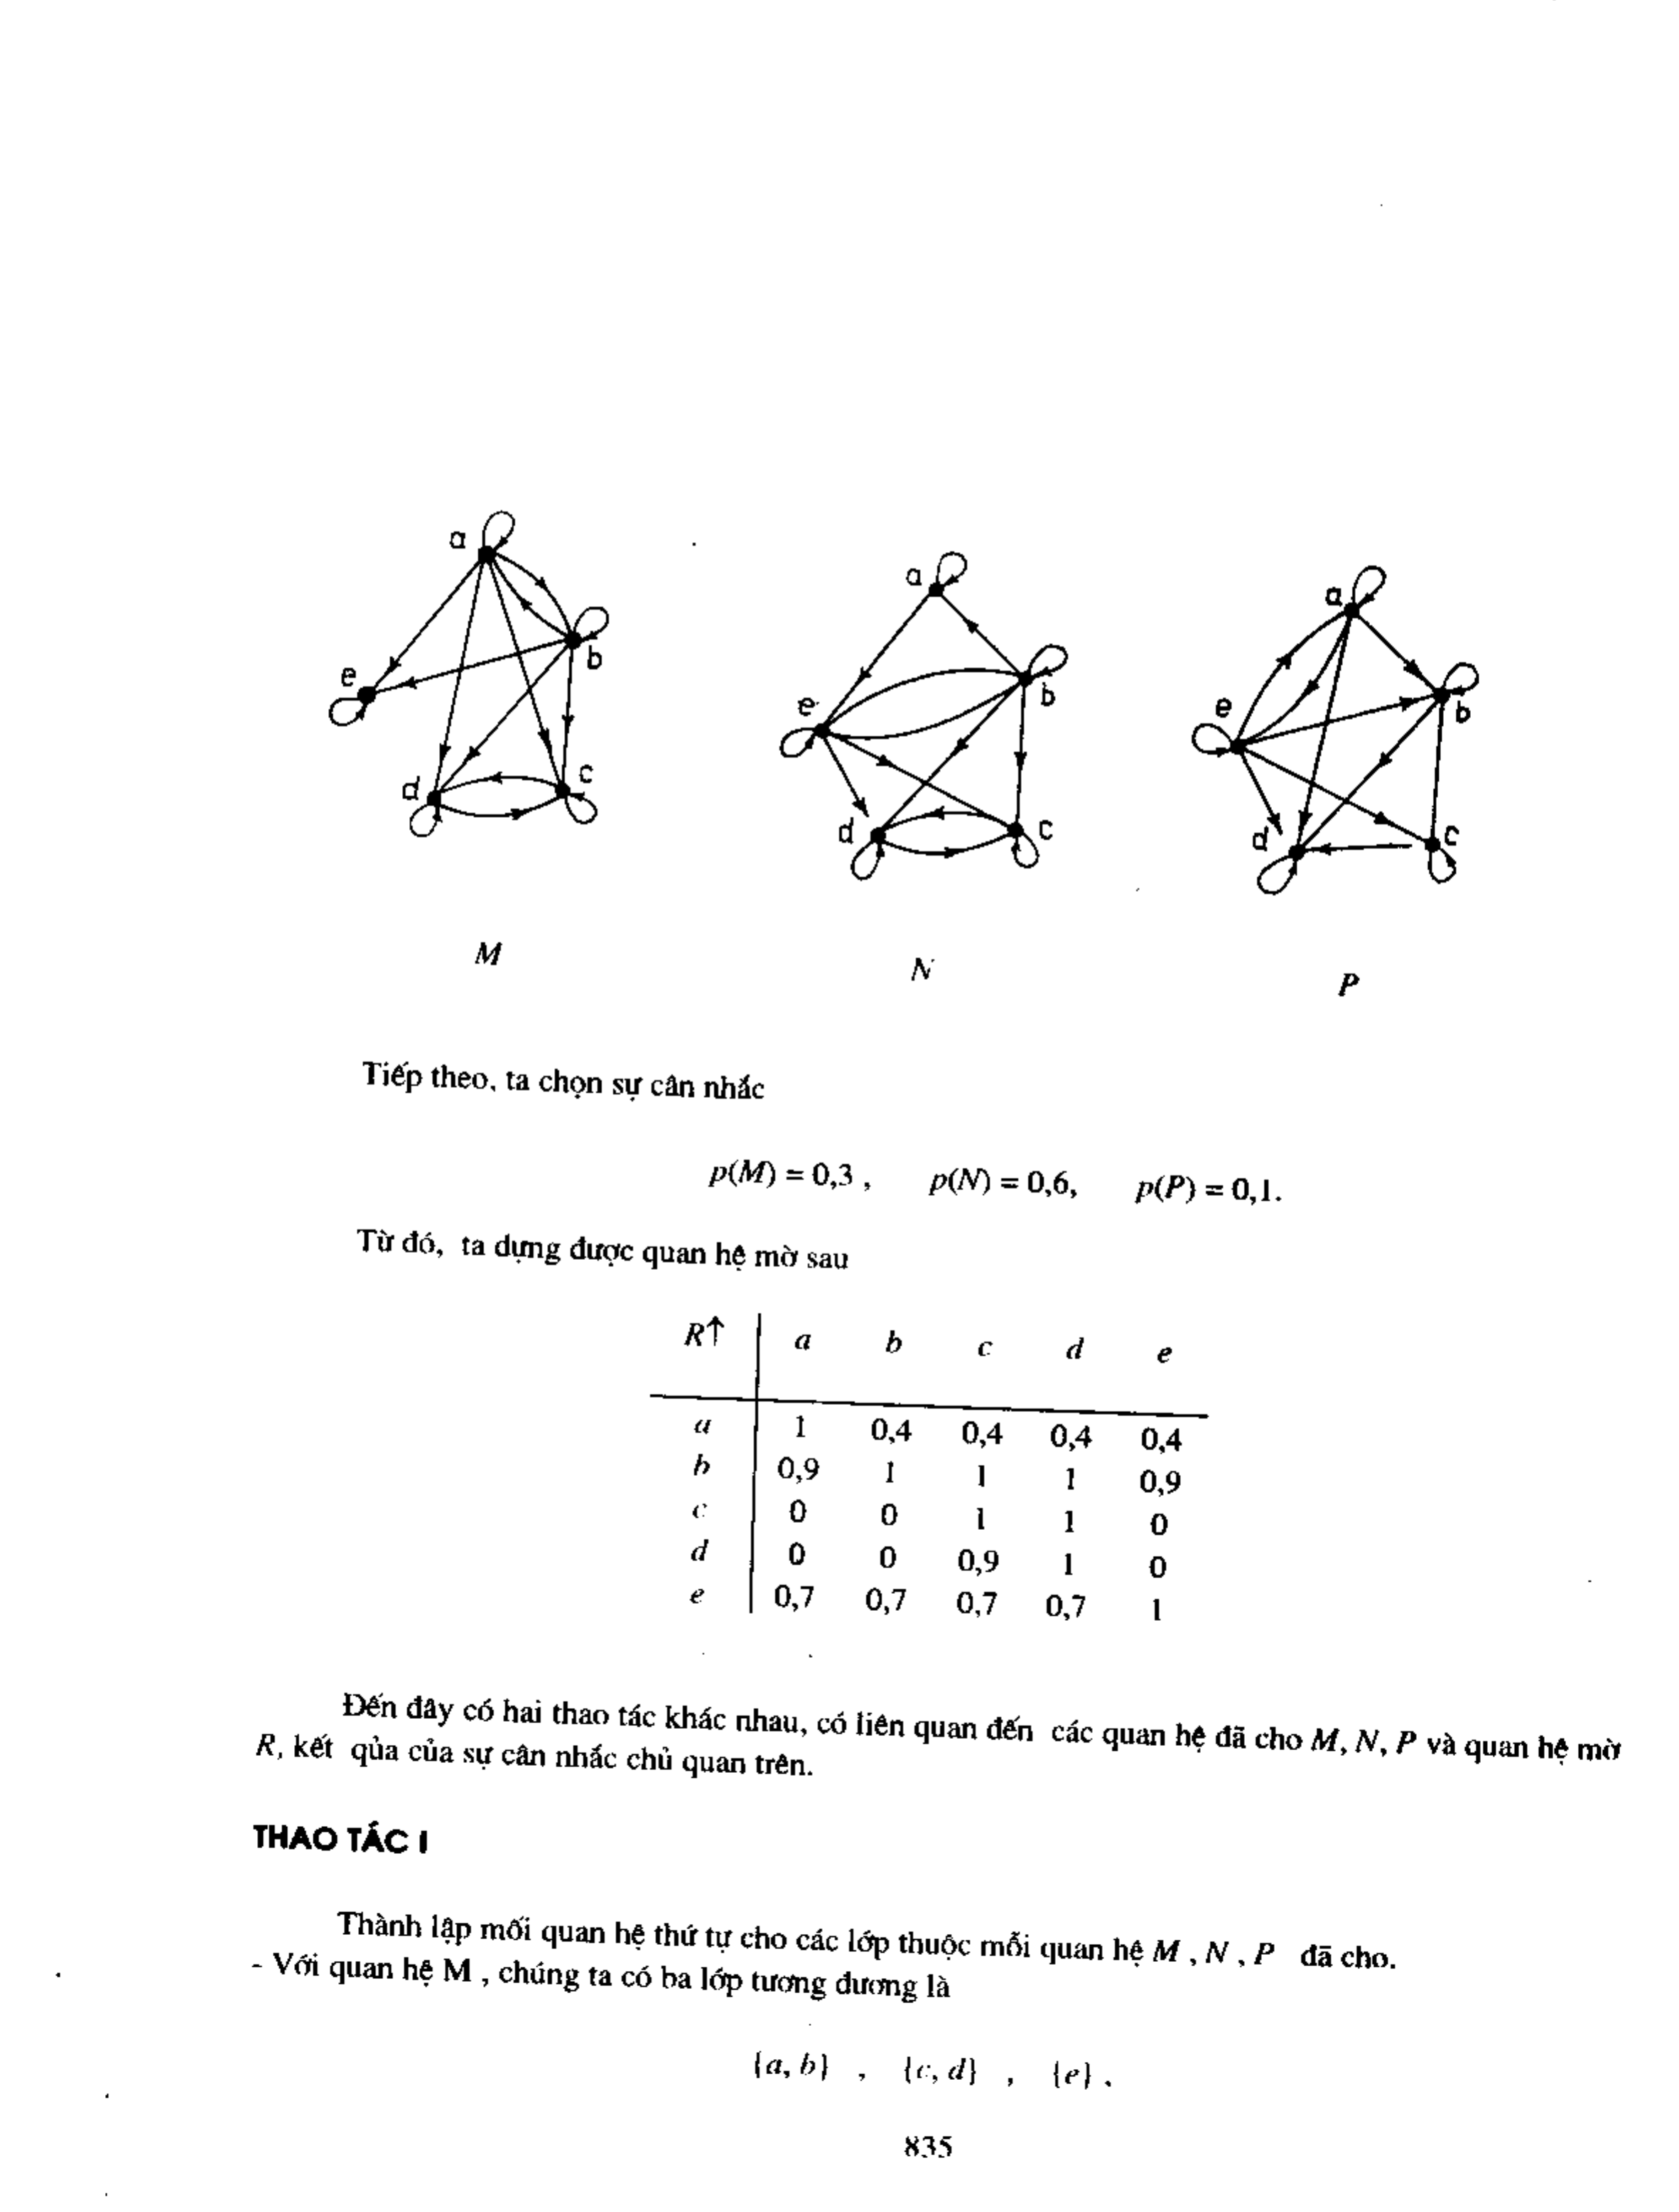 a
b
e
d
c
a
b
e
d
c
a
b
e
d
c
M
N
P
Tiếp theo, ta chọn sự cân nhắc
p(M) = 0,3 , p(N) = 0,6, p(P) = 0,1.
Từ đó, ta dựng được quan hệ mờ sau
R↑ a b c d e
a 1 0,4 0,4 0,4 0,4
b 0,9 1 1 1 0,9
c 0 0 1 1 0
d 0 0 0,9 1 0
e 0,7 0,7 0,7 0,7 1
Đến đây có hai thao tác khác nhau, có liên quan đến các quan hệ đã cho M, N, P và quan hệ mờ
R, kết qủa của sự cân nhắc chủ quan trên.
THAO TÁC I
Thành lập mối quan hệ thứ tự cho các lớp thuộc mỗi quan hệ M , N , P đã cho.
- Với quan hệ M , chúng ta có ba lớp tương đương là
{a, b} , {c, d} , {e} .
835